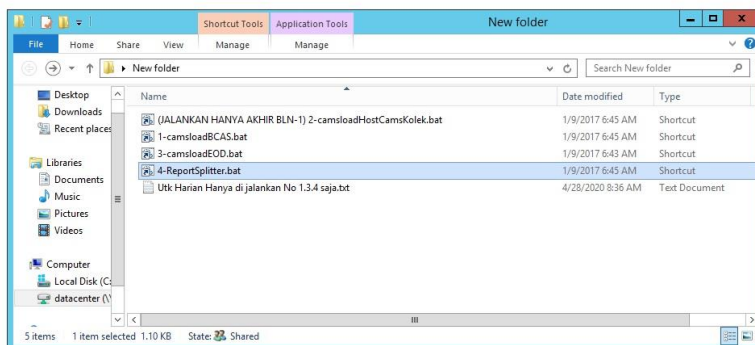 Shortcut Tools Application Tools New folder
File Home Share View Manage Manage
New folder Search New folder
Name Date modified Type
(JALANKAN HANYA AKHIR BLN-1) 2-camsloadHostCamsKolek.bat 1/9/2017 6:45 AM Shortcut
1-camsloadBCAS.bat 1/9/2017 6:45 AM Shortcut
3-camsloadEOD.bat 1/9/2017 6:43 AM Shortcut
4-ReportSplitter.bat 1/9/2017 6:45 AM Shortcut
Utk Harian Hanya di jalankan No 1.3.4 saja.txt 4/28/2020 8:36 AM Text Document
Desktop
Downloads
Recent places
Libraries
Documents
Music
Pictures
Videos
Computer
Local Disk (C:
datacenter (\\
5 items 1 item selected 1.10 KB State: Shared